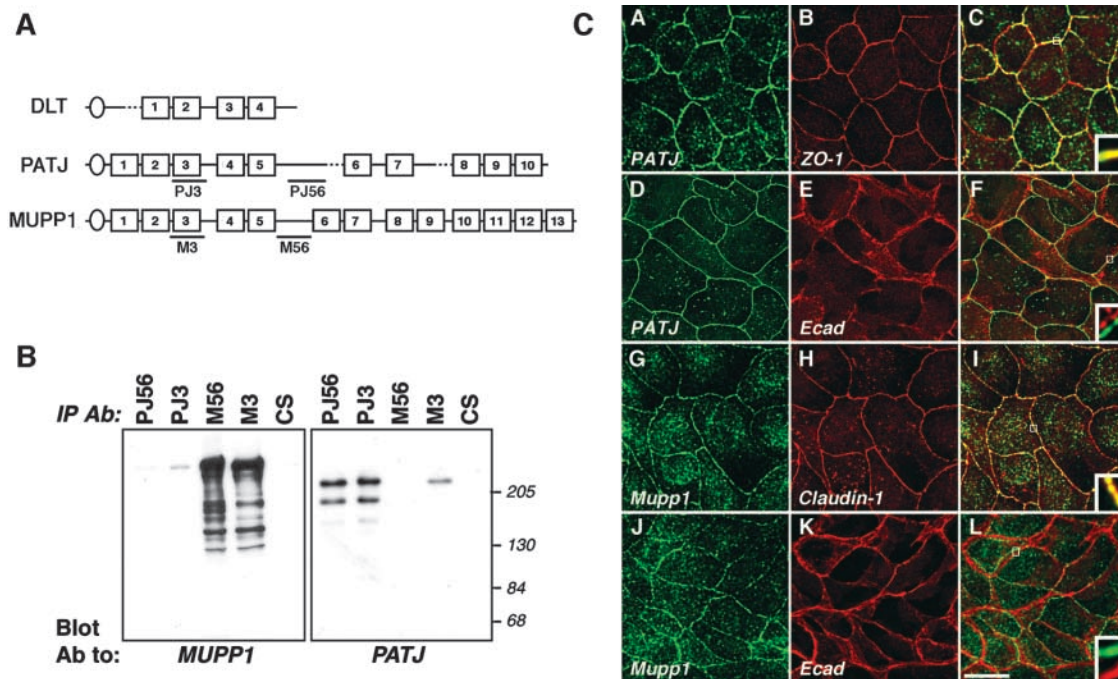 A
DLT 1 2 3 4
PATJ 1 2 3 4 5 6 7 8 9 10
PJ3 PJ56
MUPP1 1 2 3 4 5 6 7 8 9 10 11 12 13
M3 M56
B
IP Ab: PJ56 PJ3 M56 M3 CS PJ56 PJ3 M56 M3 CS
205
130
84
68
Blot
Ab to: MUPP1 PATJ
C
A B C
PATJ ZO-1
D E F
PATJ Ecad
G H I
Mupp1 Claudin-1
J K L
Mupp1 Ecad